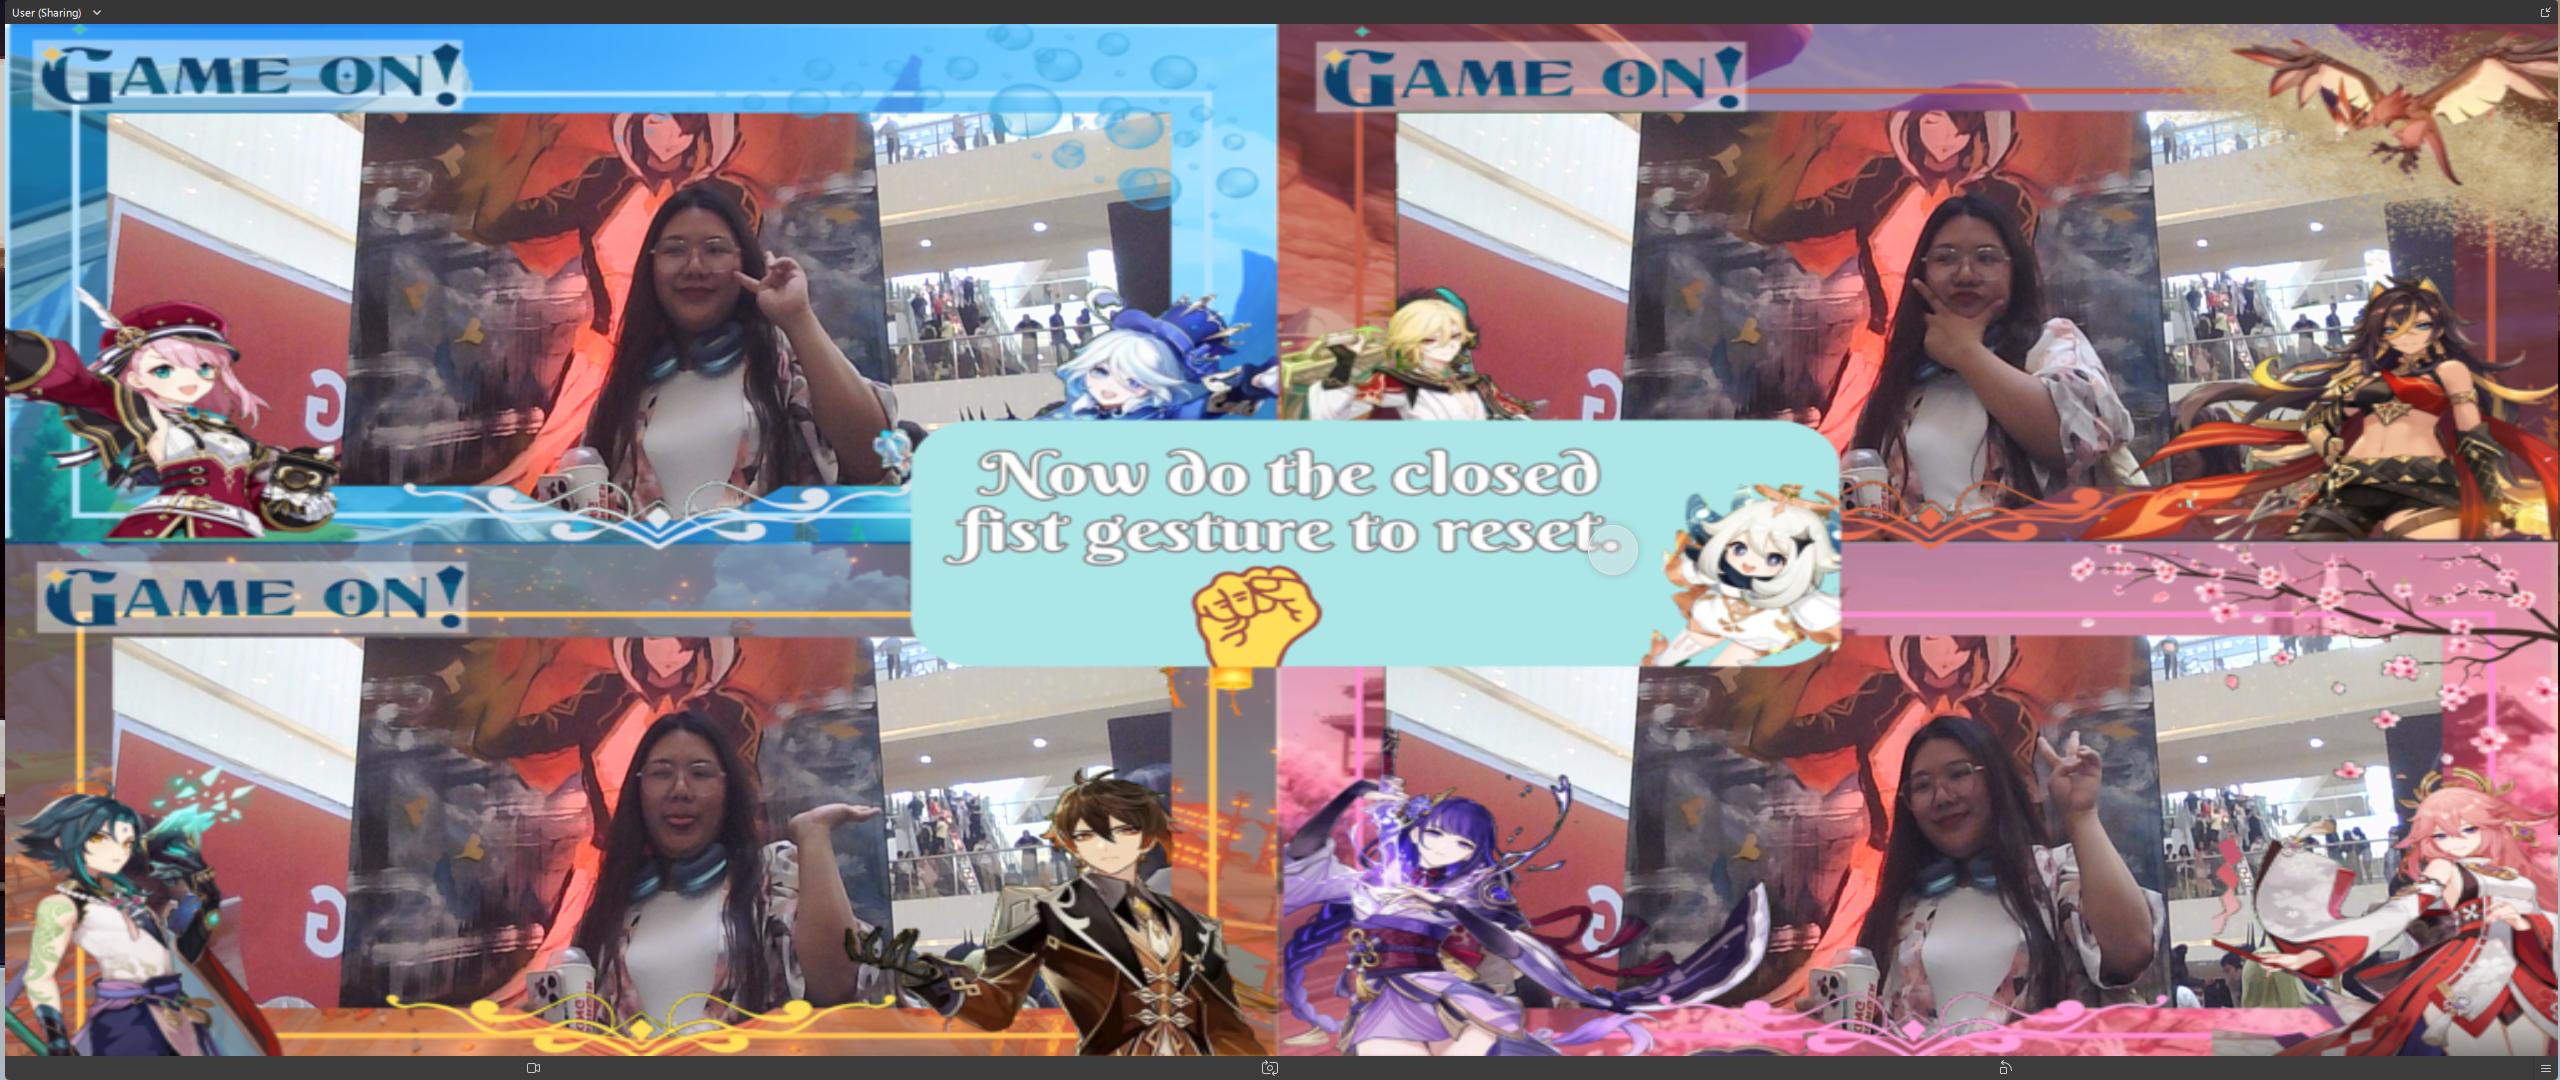 User (Sharing)
GAME ON!
GAME ON!
Now do the closed
fist gesture to reset.
GAME ON!
G
G
G
G